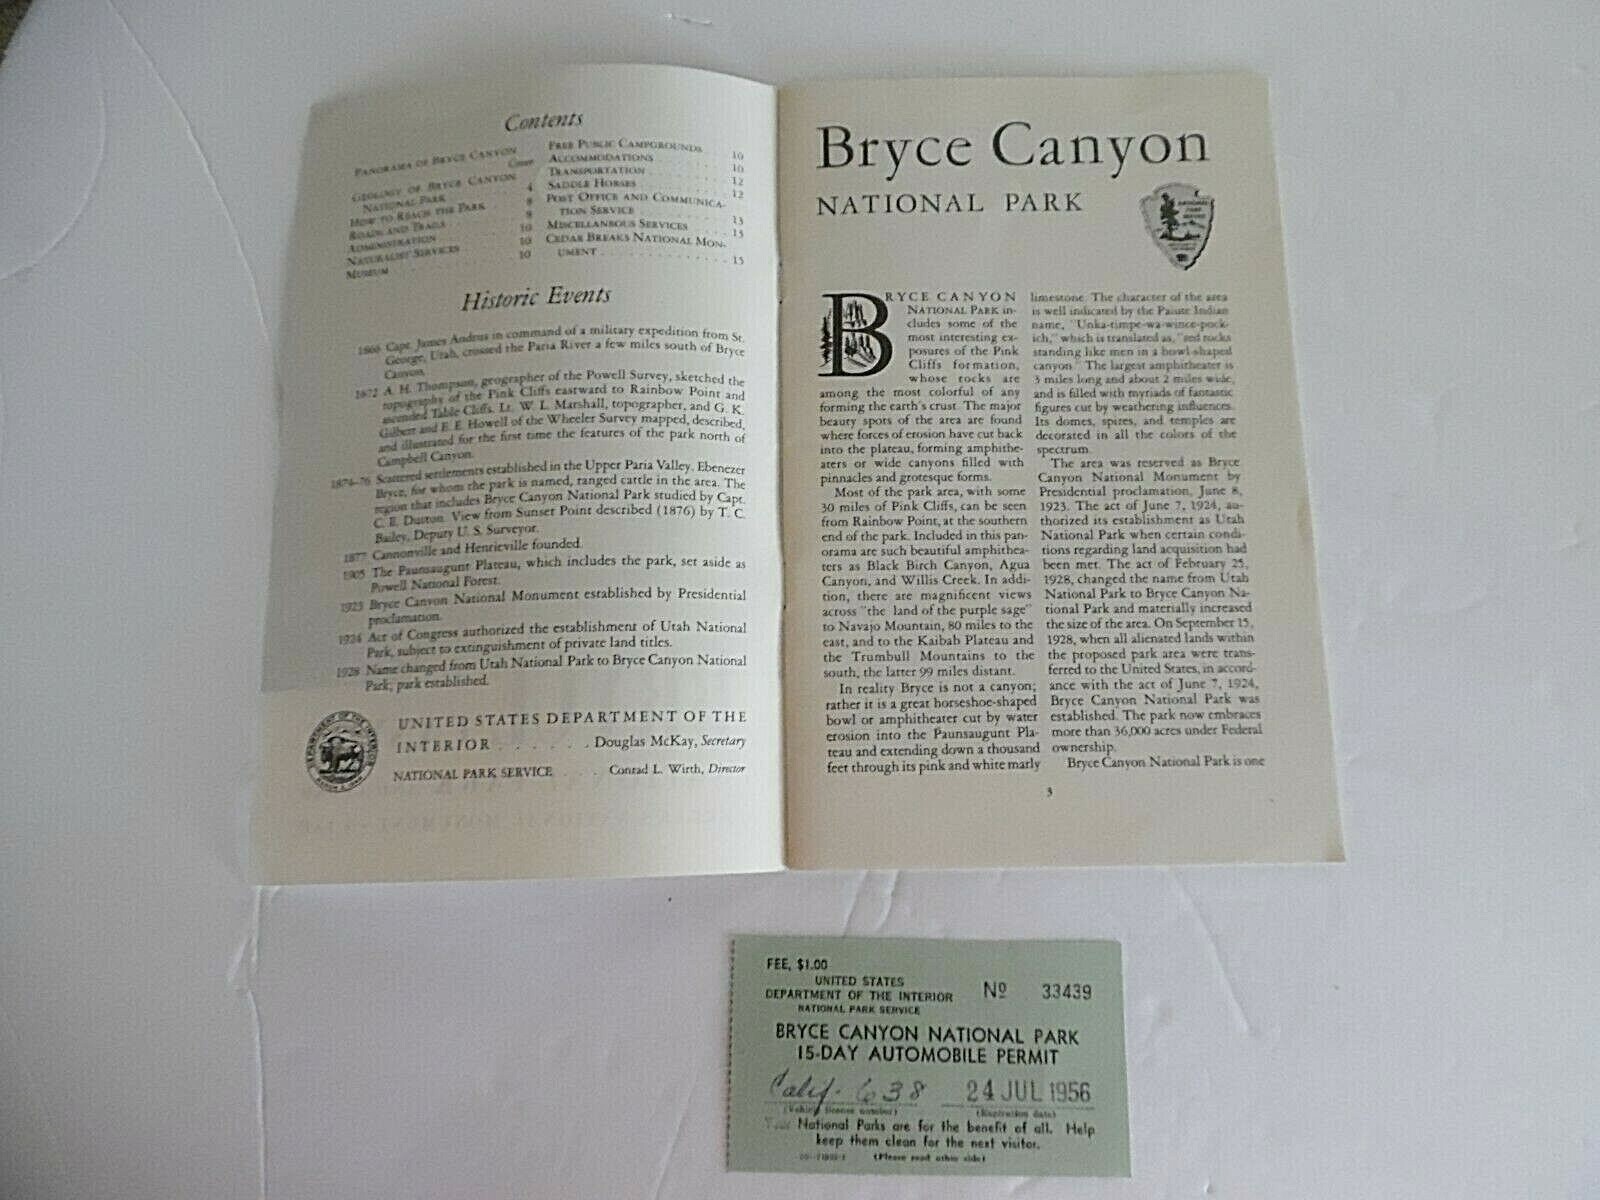 Contents
PANORAMA OF BRYCE CANYON
Cover
GEOLOGY OF BRYCE CANYON
NATIONAL PARK 4
HOW TO REACH THE PARK 8
ROADS AND TRAILS 8
ADMINISTRATION 10
NATURALIST SERVICES 10
MUSEUM 10
FREE PUBLIC CAMPGROUNDS 10
ACCOMMODATIONS 10
TRANSPORTATION 12
SADDLE HORSES 12
POST OFFICE AND COMMUNICA-
TION SERVICE 13
MISCELLANEOUS SERVICES 13
CEDAR BREAKS NATIONAL MON-
UMENT 15
Historic Events
1866 Capt. James Andrus in command of a military expedition from St.
George, Utah, crossed the Paria River a few miles south of Bryce
Canyon.
1872 A. H. Thompson, geographer of the Powell Survey, sketched the
topography of the Pink Cliffs eastward to Rainbow Point and
ascended Table Cliffs. Lt. W. L. Marshall, topographer, and G. K.
Gilbert and E. E. Howell of the Wheeler Survey mapped, described,
and illustrated for the first time the features of the park north of
Campbell Canyon.
1874–76 Scattered settlements established in the Upper Paria Valley. Ebenezer
Bryce, for whom the park is named, ranged cattle in the area. The
region that includes Bryce Canyon National Park studied by Capt.
C. E. Dutton. View from Sunset Point described (1876) by T. C.
Bailey, Deputy U. S. Surveyor.
1877 Cannonville and Henrieville founded.
1905 The Paunsaugunt Plateau, which includes the park, set aside as
Powell National Forest.
1923 Bryce Canyon National Monument established by Presidential
proclamation.
1924 Act of Congress authorized the establishment of Utah National
Park, subject to extinguishment of private land titles.
1928 Name changed from Utah National Park to Bryce Canyon National
Park; park established.
UNITED STATES DEPARTMENT OF THE
INTERIOR . . . . . . Douglas McKay, Secretary
NATIONAL PARK SERVICE . . . Conrad L. Wirth, Director
Bryce Canyon
NATIONAL PARK
NATIONAL
PARK
SERVICE
BRYCE CANYON
NATIONAL PARK in-
cludes some of the
most interesting ex-
posures of the Pink
Cliffs formation,
whose rocks are
among the most colorful of any
forming the earth's crust. The major
beauty spots of the area are found
where forces of erosion have cut back
into the plateau, forming amphithe-
aters or wide canyons filled with
pinnacles and grotesque forms.
Most of the park area, with some
30 miles of Pink Cliffs, can be seen
from Rainbow Point, at the southern
end of the park. Included in this pan-
orama are such beautiful amphithea-
ters as Black Birch Canyon, Agua
Canyon, and Willis Creek. In addi-
tion, there are magnificent views
across "the land of the purple sage"
to Navajo Mountain, 80 miles to the
east, and to the Kaibab Plateau and
the Trumbull Mountains to the
south, the latter 99 miles distant.
In reality Bryce is not a canyon;
rather it is a great horseshoe-shaped
bowl or amphitheater cut by water
erosion into the Paunsaugunt Pla-
teau and extending down a thousand
feet through its pink and white marly
limestone. The character of the area
is well indicated by the Paiute Indian
name, "Unka-timpe-wa-wince-pock-
ich," which is translated as, "red rocks
standing like men in a bowl-shaped
canyon." The largest amphitheater is
3 miles long and about 2 miles wide,
and is filled with myriads of fantastic
figures cut by weathering influences.
Its domes, spires, and temples are
decorated in all the colors of the
spectrum.
The area was reserved as Bryce
Canyon National Monument by
Presidential proclamation, June 8,
1923. The act of June 7, 1924, au-
thorized its establishment as Utah
National Park when certain condi-
tions regarding land acquisition had
been met. The act of February 25,
1928, changed the name from Utah
National Park to Bryce Canyon Na-
tional Park and materially increased
the size of the area. On September 15,
1928, when all alienated lands within
the proposed park area were trans-
ferred to the United States, in accord-
ance with the act of June 7, 1924,
Bryce Canyon National Park was
established. The park now embraces
more than 36,000 acres under Federal
ownership.
Bryce Canyon National Park is one
3
FEE, $1.00
UNITED STATES
DEPARTMENT OF THE INTERIOR
NATIONAL PARK SERVICE
Nº 33439
BRYCE CANYON NATIONAL PARK
15-DAY AUTOMOBILE PERMIT
Calif. 638 24 JUL 1956
(Vehicle license number) (Expiration date)
Your National Parks are for the benefit of all. Help
keep them clean for the next visitor.
(Please read other side)